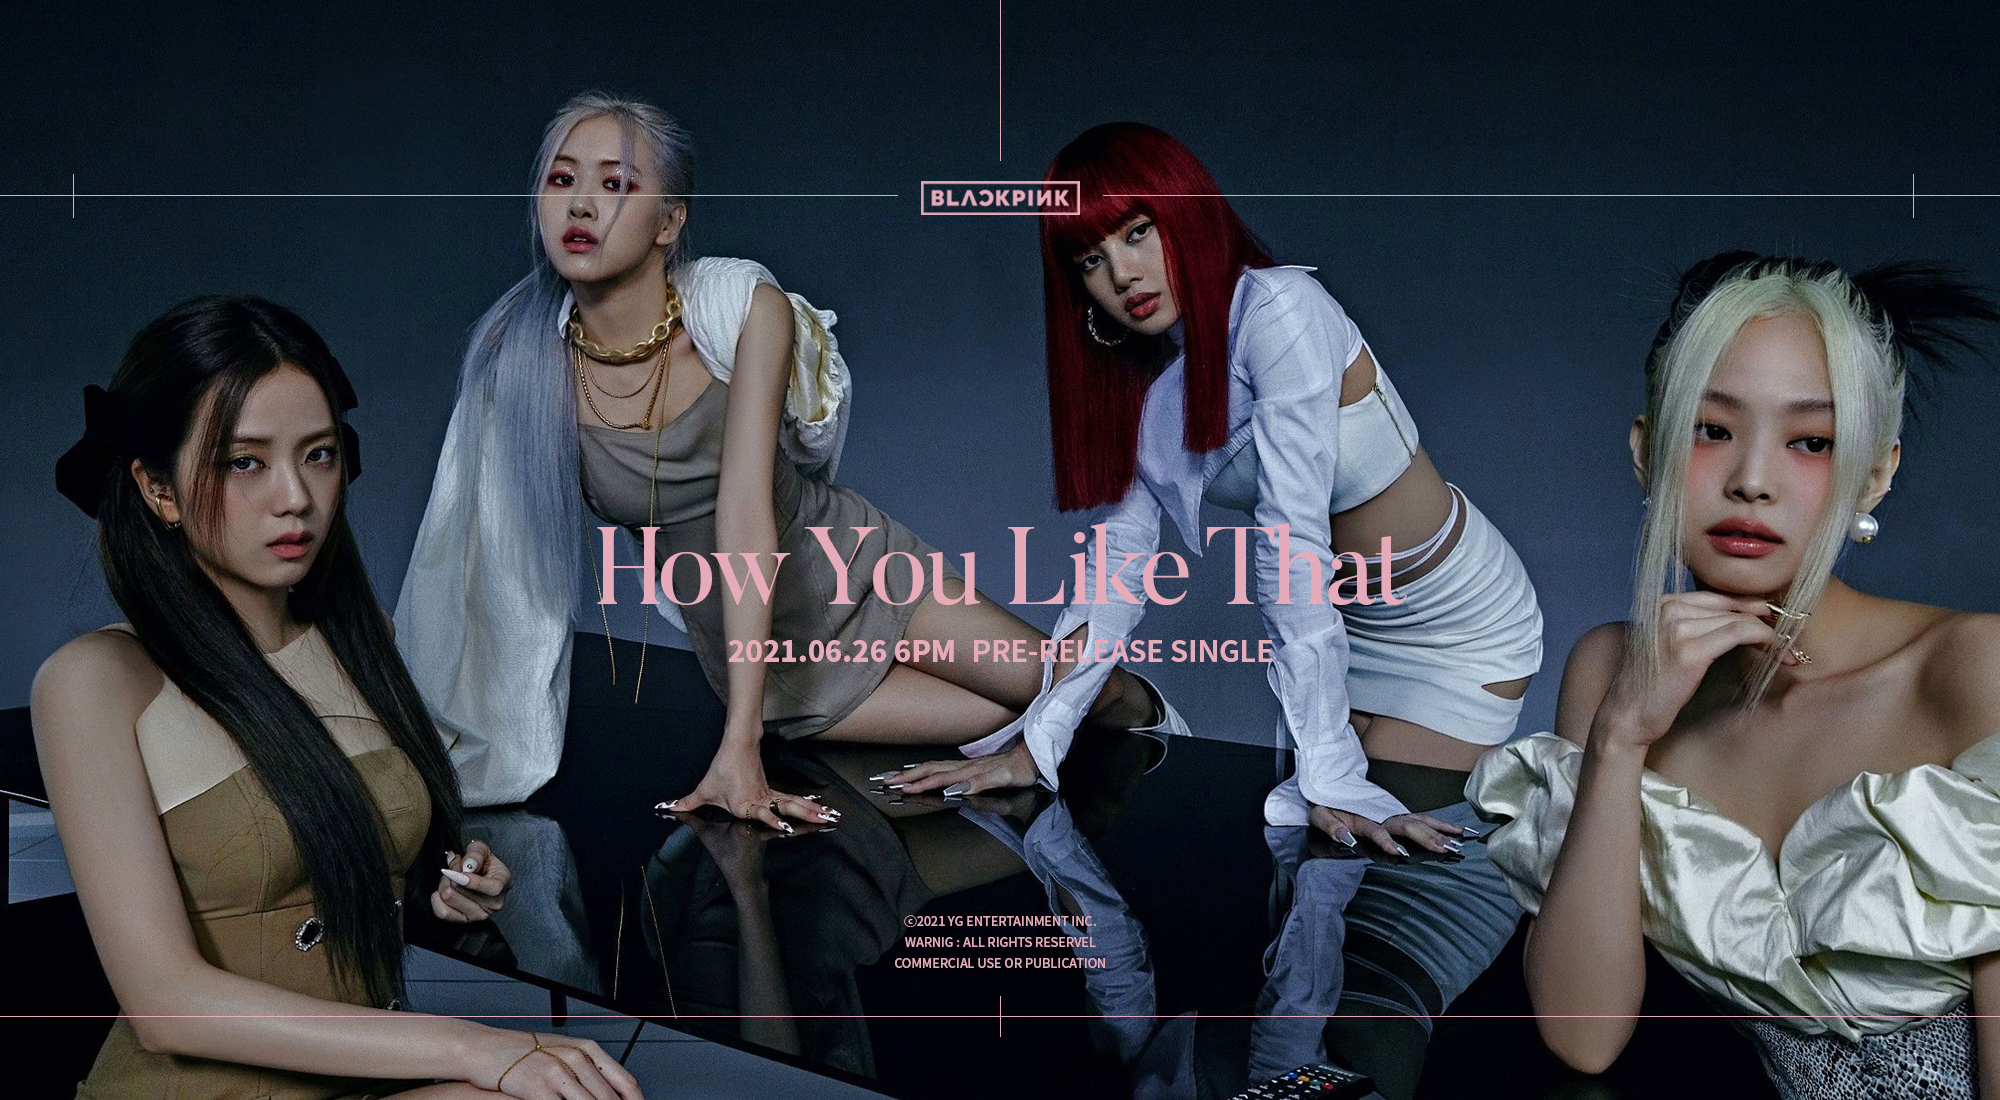 BLACKPINK
How You Like That
2021.06.26 6PM PRE-RELEASE SINGLE
©2021 YG ENTERTAINMENT INC.
WARNIG : ALL RIGHTS RESERVEL
COMMERCIAL USE OR PUBLICATION